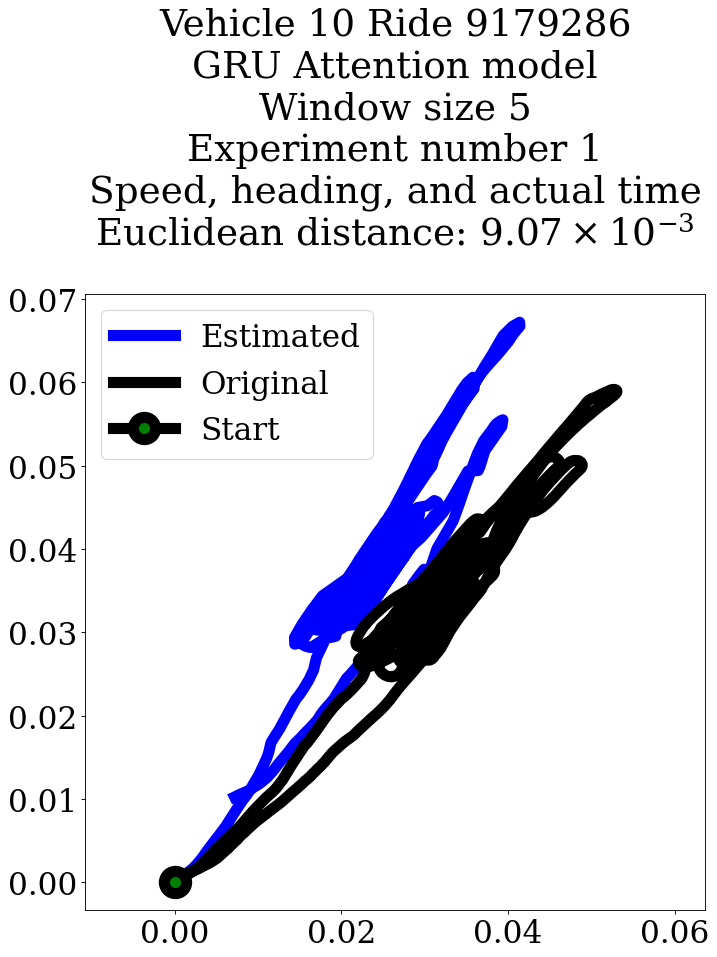 Vehicle 10 Ride 9179286
GRU Attention model
Window size 5
Experiment number 1
Speed, heading, and actual time
Euclidean distance: 9.07 × 10⁻³
0.07
0.06
0.05
0.04
0.03
0.02
0.01
0.00
Estimated
Original
Start
0.00 0.02 0.04 0.06